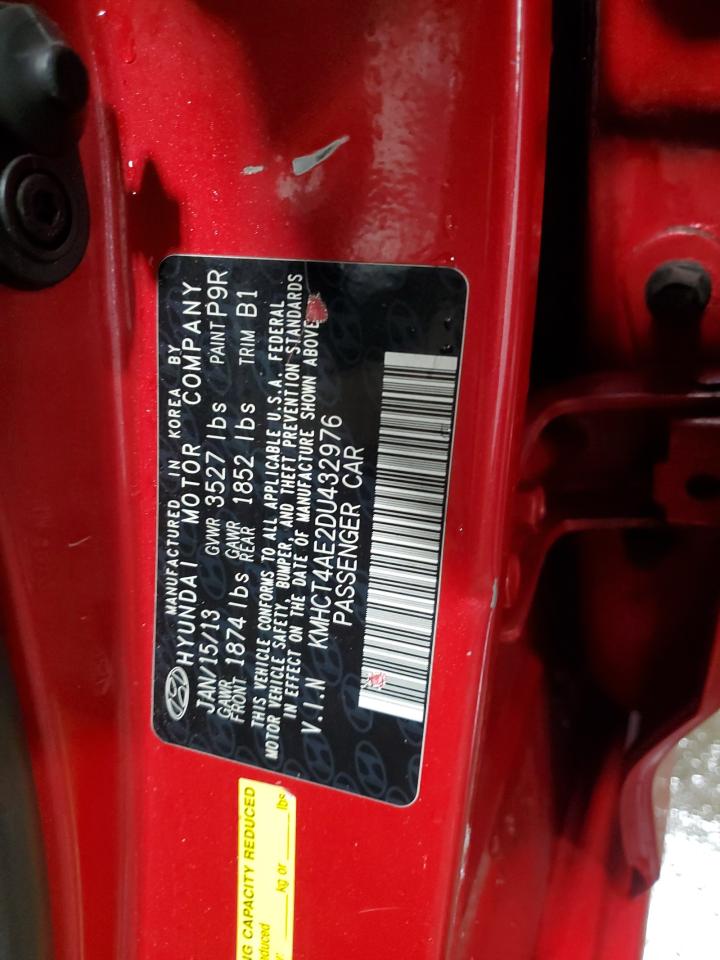 MANUFACTURED IN KOREA BY
HYUNDAI MOTOR COMPANY
JAN/15/13 GVWR 3527 lbs PAINT P9R
GAWR FRONT 1874 lbs GAWR REAR 1852 lbs TRIM B1
THIS VEHICLE CONFORMS TO ALL APPLICABLE U.S.A. FEDERAL
MOTOR VEHICLE SAFETY, BUMPER, AND THEFT PREVENTION STANDARDS
IN EFFECT ON THE DATE OF MANUFACTURE SHOWN ABOVE
V.I.N KMHCT4AE2DU432976
PASSENGER CAR
CAPACITY REDUCED
kg or lbs